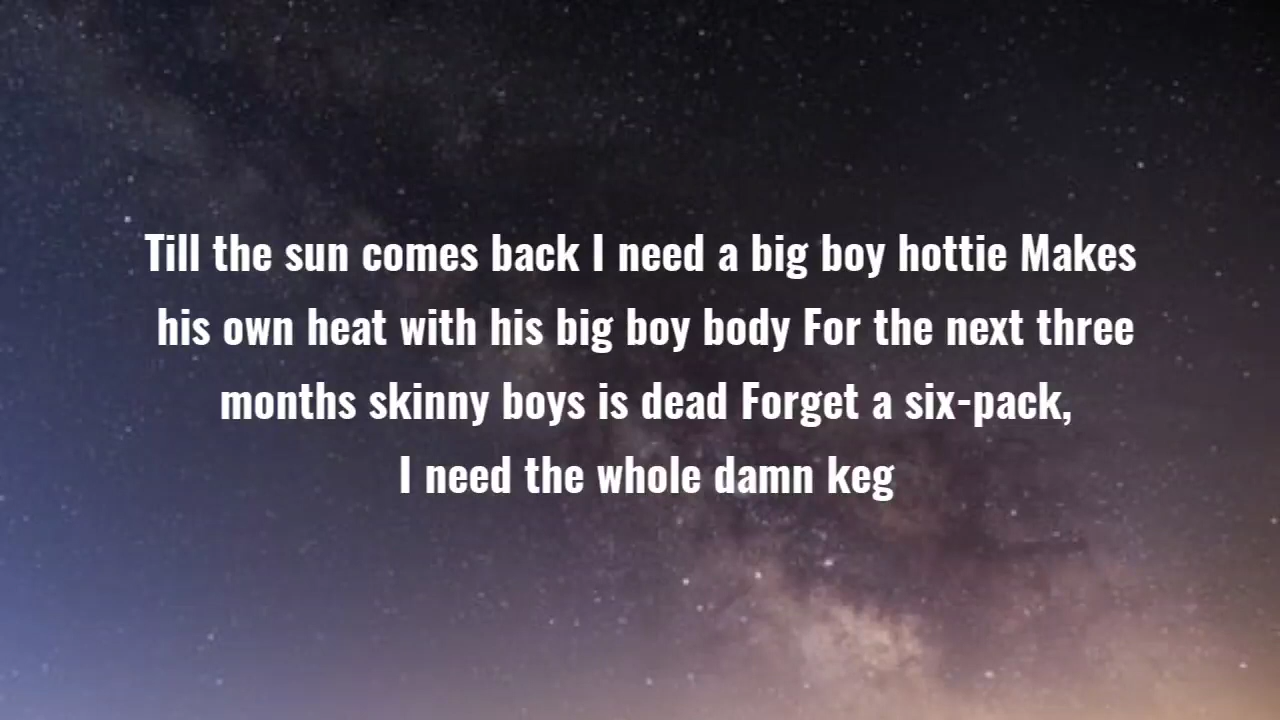 Till the sun comes back I need a big boy hottie Makes
his own heat with his big boy body For the next three
months skinny boys is dead Forget a six-pack,
I need the whole damn keg